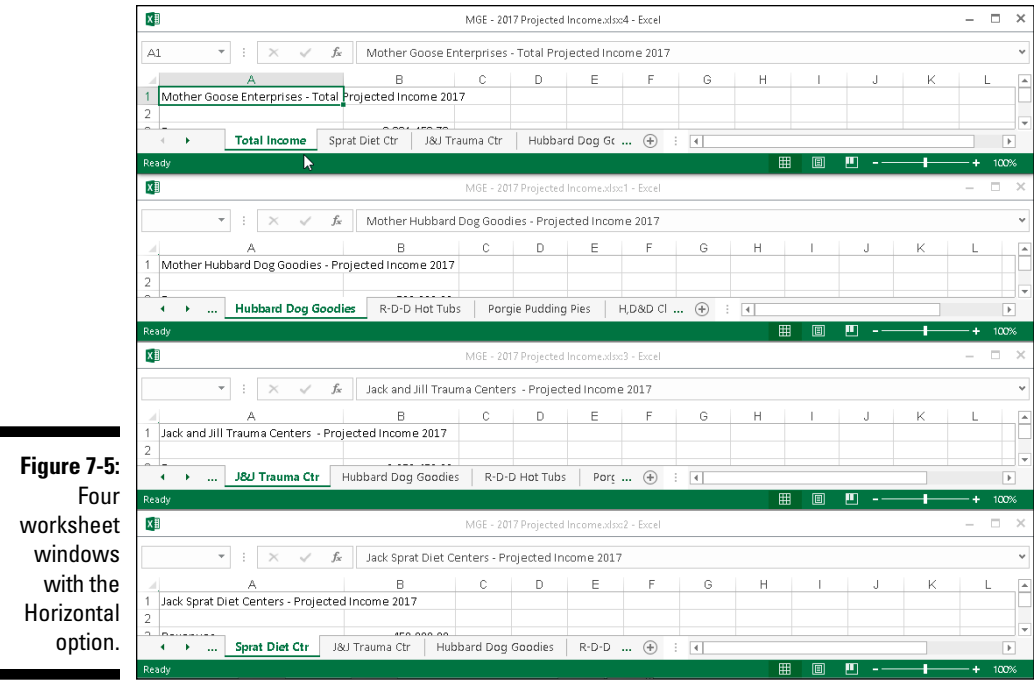 MGE - 2017 Projected Income.xlsx:4 - Excel
A1 fx Mother Goose Enterprises - Total Projected Income 2017
A B C D E F G H I J K L
1 Mother Goose Enterprises - Total Projected Income 2017
2
Total Income Sprat Diet Ctr J&J Trauma Ctr Hubbard Dog Gc ...
Ready 100%
MGE - 2017 Projected Income.xlsx:1 - Excel
fx Mother Hubbard Dog Goodies - Projected Income 2017
A B C D E F G H I J K L
1 Mother Hubbard Dog Goodies - Projected Income 2017
2
... Hubbard Dog Goodies R-D-D Hot Tubs Porgie Pudding Pies H,D&D Cl ...
Ready 100%
MGE - 2017 Projected Income.xlsx:3 - Excel
fx Jack and Jill Trauma Centers - Projected Income 2017
A B C D E F G H I J K L
1 Jack and Jill Trauma Centers - Projected Income 2017
2
... J&J Trauma Ctr Hubbard Dog Goodies R-D-D Hot Tubs Porg ...
Ready 100%
MGE - 2017 Projected Income.xlsx:2 - Excel
fx Jack Sprat Diet Centers - Projected Income 2017
A B C D E F G H I J K L
1 Jack Sprat Diet Centers - Projected Income 2017
2
... Sprat Diet Ctr J&J Trauma Ctr Hubbard Dog Goodies R-D-D ...
Ready 100%
Figure 7-5:
Four
worksheet
windows
with the
Horizontal
option.